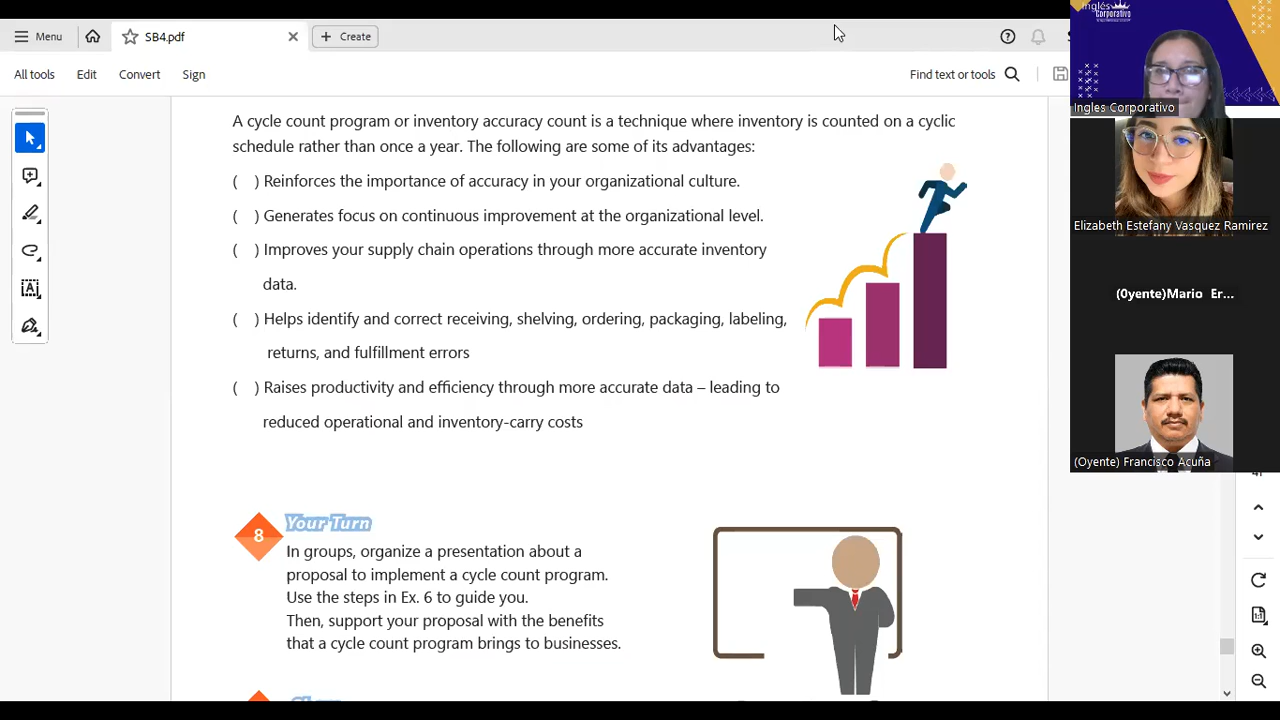 Menu
SB4.pdf
Create
All tools
Edit
Convert
Sign
Find text or tools
A cycle count program or inventory accuracy count is a technique where inventory is counted on a cyclic
schedule rather than once a year. The following are some of its advantages:
( ) Reinforces the importance of accuracy in your organizational culture.
( ) Generates focus on continuous improvement at the organizational level.
( ) Improves your supply chain operations through more accurate inventory
data.
( ) Helps identify and correct receiving, shelving, ordering, packaging, labeling,
returns, and fulfillment errors
( ) Raises productivity and efficiency through more accurate data – leading to
reduced operational and inventory-carry costs
8
Your Turn
In groups, organize a presentation about a
proposal to implement a cycle count program.
Use the steps in Ex. 6 to guide you.
Then, support your proposal with the benefits
that a cycle count program brings to businesses.
Inglés
corporativo
Ingles Corporativo
Elizabeth Estefany Vasquez Ramirez
(Oyente)Mario Er...
(Oyente) Francisco Acuña
1:1